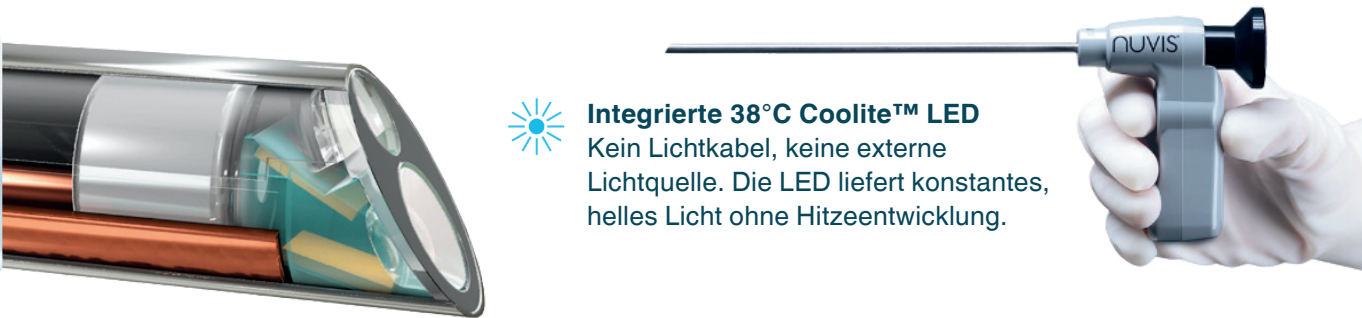 nuvis®
Integrierte 38°C Coolite™ LED
Kein Lichtkabel, keine externe
Lichtquelle. Die LED liefert konstantes,
helles Licht ohne Hitzeentwicklung.